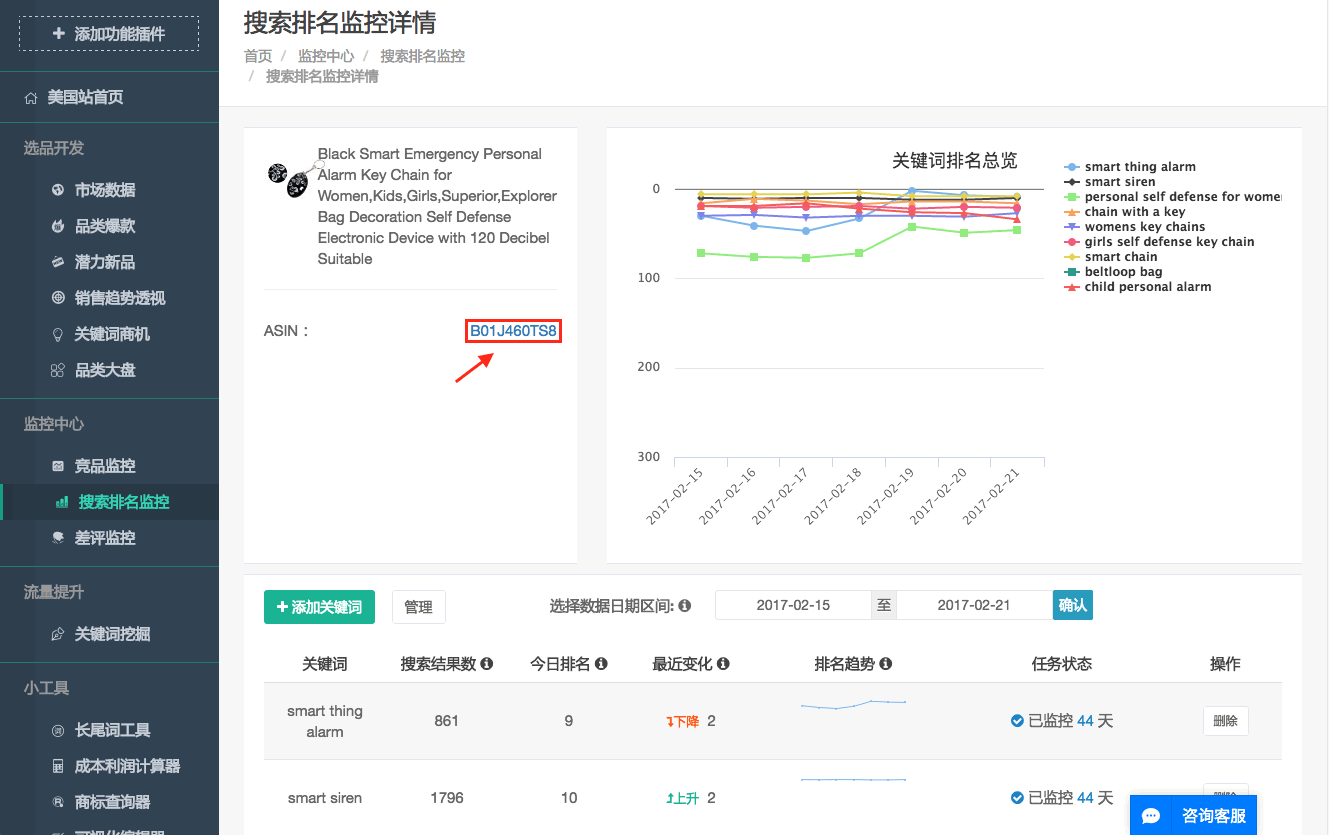 添加功能插件
美国站首页
选品开发
市场数据
品类爆款
潜力新品
销售趋势透视
关键词商机
品类大盘
监控中心
竞品监控
搜索排名监控
差评监控
流量提升
关键词挖掘
小工具
长尾词工具
成本利润计算器
商标查询器
搜索排名监控详情
首页 / 监控中心 / 搜索排名监控
/ 搜索排名监控详情
Black Smart Emergency Personal
Alarm Key Chain for
Women,Kids,Girls,Superior,Explorer
Bag Decoration Self Defense
Electronic Device with 120 Decibel
Suitable
ASIN： B01J460TS8
关键词排名总览
0
100
200
300
2017-02-15
2017-02-16
2017-02-17
2017-02-18
2017-02-19
2017-02-20
2017-02-21
smart thing alarm
smart siren
personal self defense for wome
chain with a key
womens key chains
girls self defense key chain
smart chain
beltloop bag
child personal alarm
添加关键词 管理 选择数据日期区间: 2017-02-15 至 2017-02-21 确认
关键词 搜索结果数 今日排名 最近变化 排名趋势 任务状态 操作
smart thing
alarm
861 9 下降 2 已监控 44 天 删除
smart siren 1796 10 上升 2 已监控 44 天
咨询客服